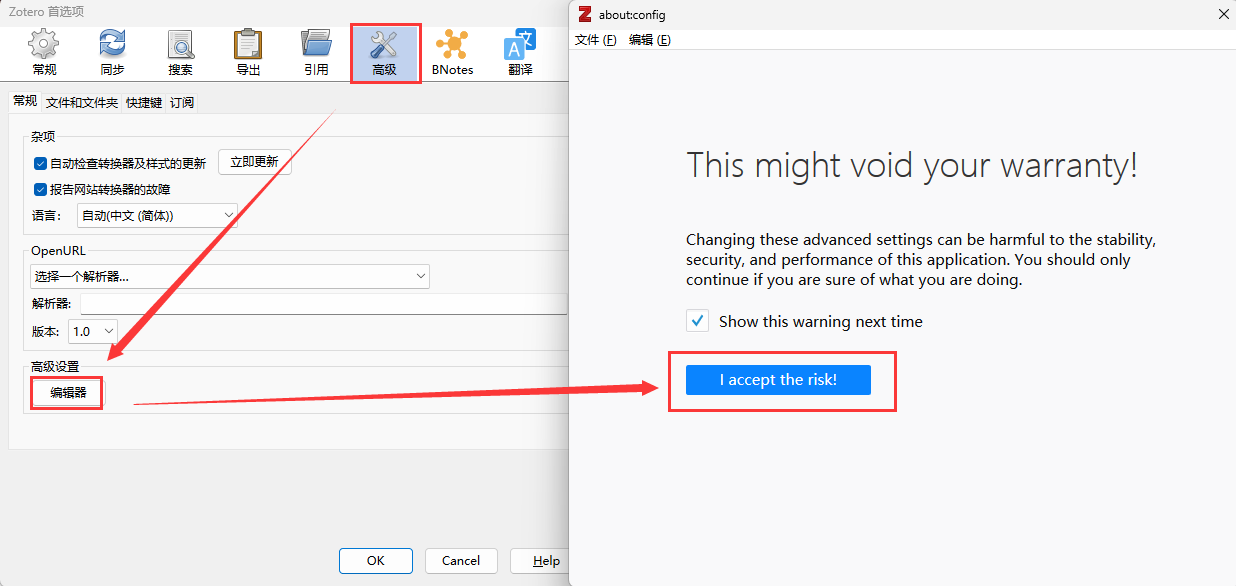 Zotero 首选项
常规
同步
搜索
导出
引用
高级
BNotes
翻译
常规 文件和文件夹 快捷键 订阅
杂项
自动检查转换器及样式的更新 立即更新
报告网站转换器的故障
语言: 自动(中文 (简体))
OpenURL
选择一个解析器...
解析器:
版本: 1.0
高级设置
编辑器
OK
Cancel
Help
about:config
文件 (F) 编辑 (E)
This might void your warranty!
Changing these advanced settings can be harmful to the stability,
security, and performance of this application. You should only
continue if you are sure of what you are doing.
Show this warning next time
I accept the risk!